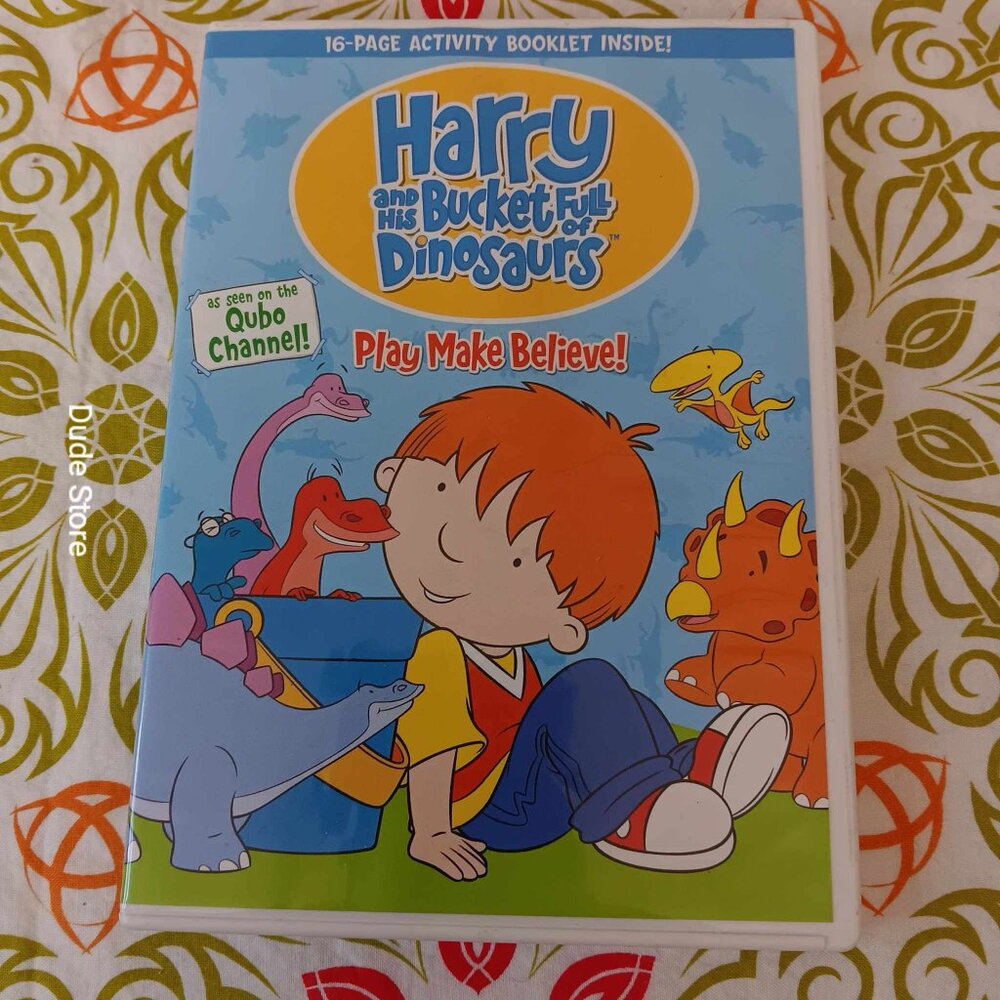 16-PAGE ACTIVITY BOOKLET INSIDE!
Harry
and His Bucket Full of
Dinosaurs™
as seen on the
Qubo
Channel!
Play Make Believe!
Dude Store